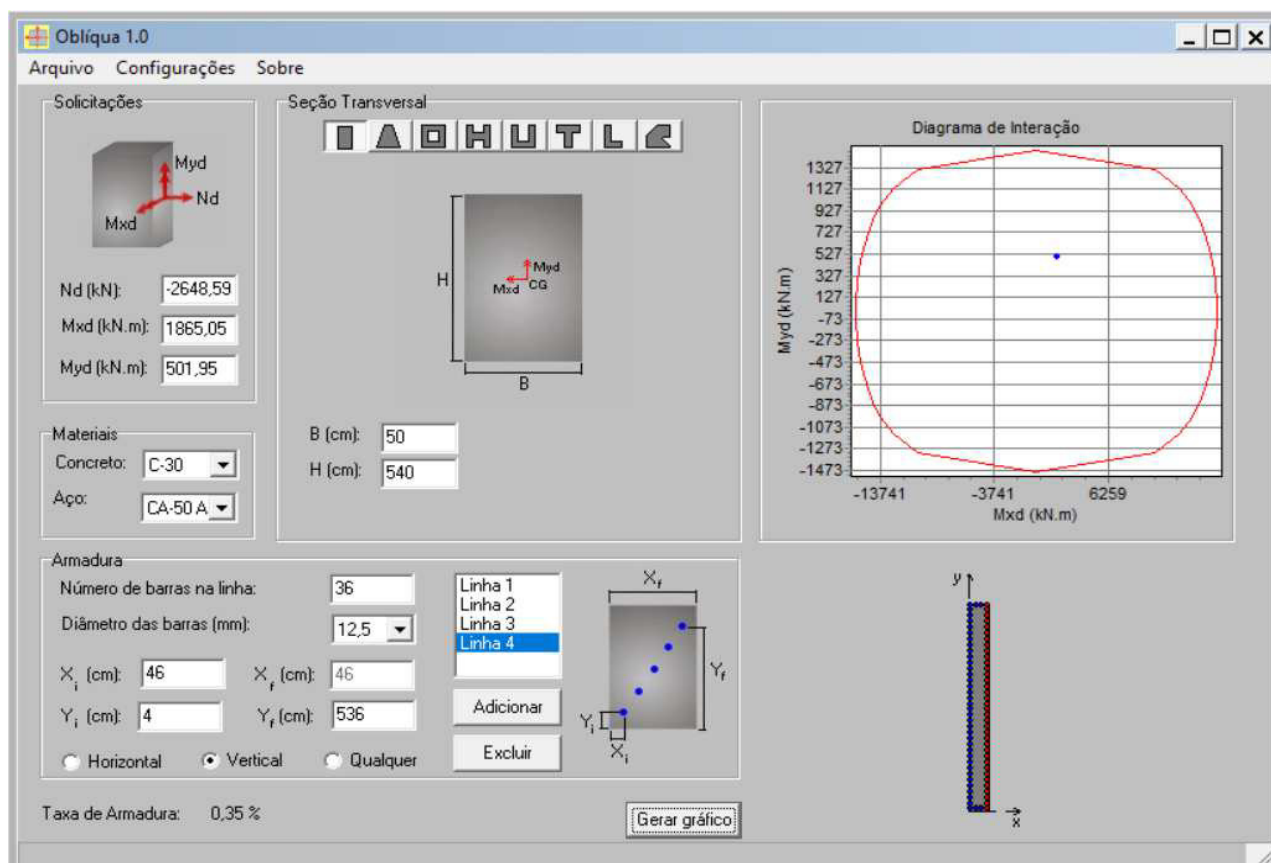 Oblíqua 1.0
Arquivo Configurações Sobre
Solicitações
Myd
Nd
Mxd
Nd (kN): -2648,59
Mxd (kN.m): 1865,05
Myd (kN.m): 501,95
Materiais
Concreto: C-30
Aço: CA-50 A
Seção Transversal
H
Myd
Mxd CG
B
B (cm): 50
H (cm): 540
Diagrama de Interação
Myd (kN.m)
1327
1127
927
727
527
327
127
-73
-273
-473
-673
-873
-1073
-1273
-1473
-13741 -3741 6259
Mxd (kN.m)
Armadura
Número de barras na linha: 36
Diâmetro das barras (mm): 12,5
Xi (cm): 46 Xf (cm): 46
Yi (cm): 4 Yf (cm): 536
Horizontal Vertical Qualquer
Linha 1
Linha 2
Linha 3
Linha 4
Adicionar
Excluir
Xf
Yf
Yi
Xi
y
x
Taxa de Armadura: 0,35 %
Gerar gráfico